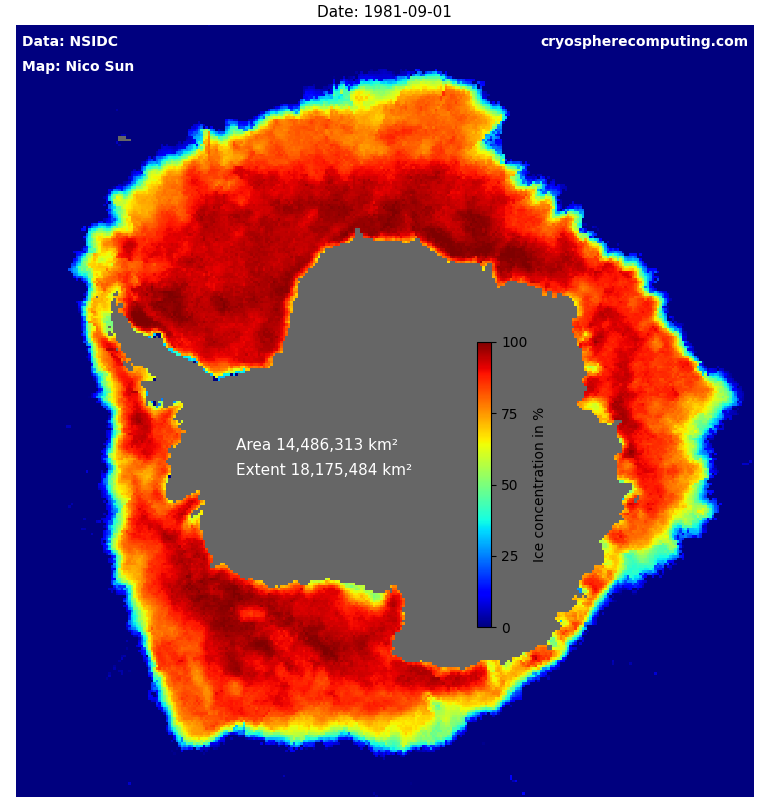 Date: 1981-09-01
Data: NSIDC
cryospherecomputing.com
Map: Nico Sun
Area 14,486,313 km²
Extent 18,175,484 km²
100
75
50
25
0
Ice concentration in %